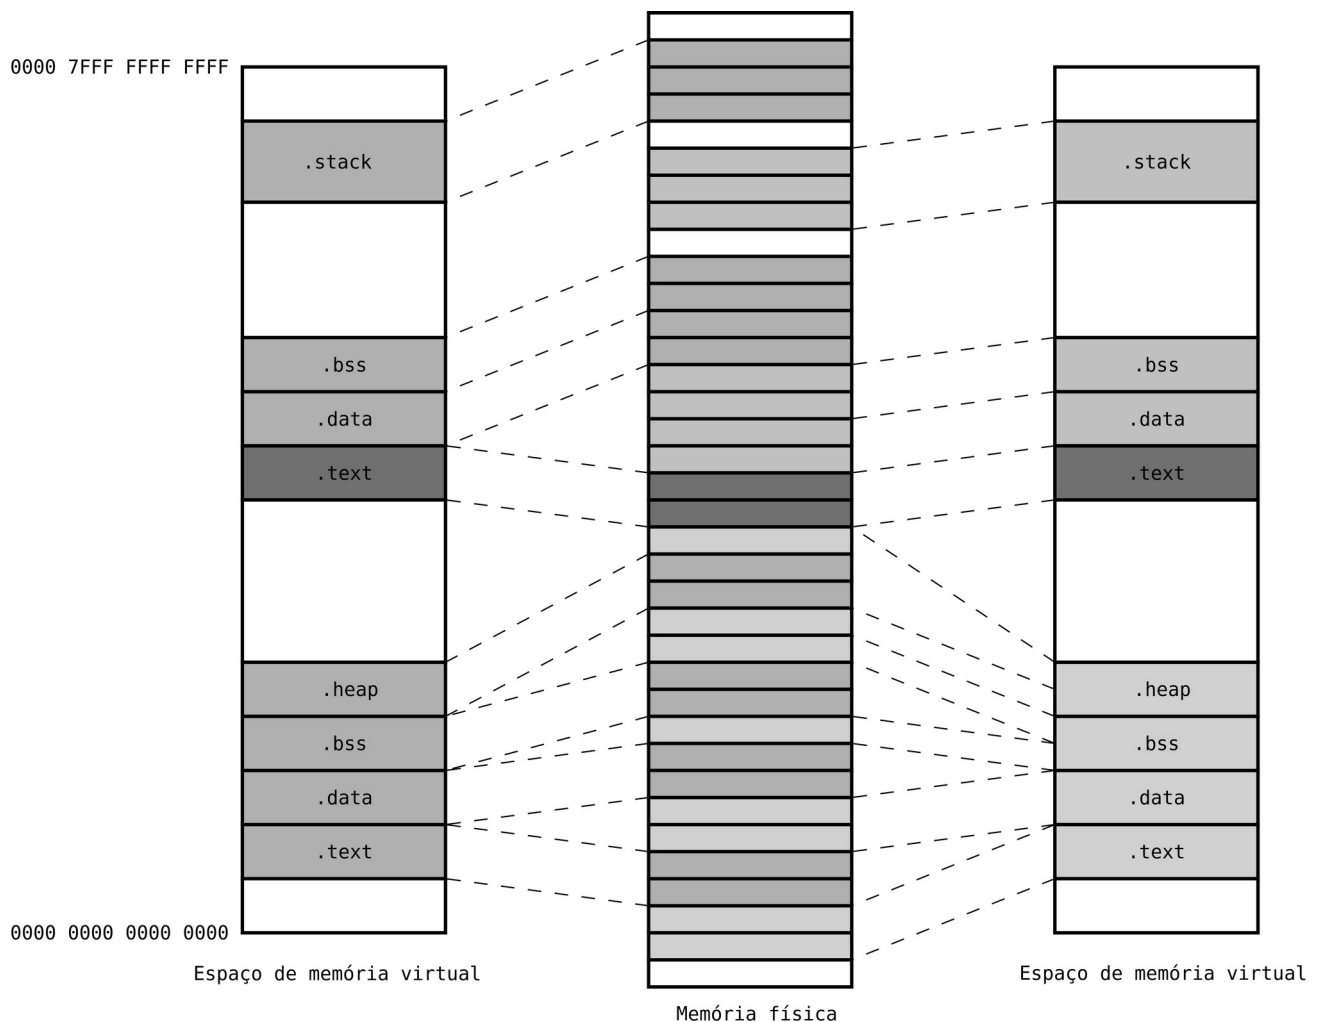 0000 7FFF FFFF FFFF
.stack
.bss
.data
.text
.heap
.bss
.data
.text
0000 0000 0000 0000
Espaço de memória virtual
Memória física
.stack
.bss
.data
.text
.heap
.bss
.data
.text
Espaço de memória virtual